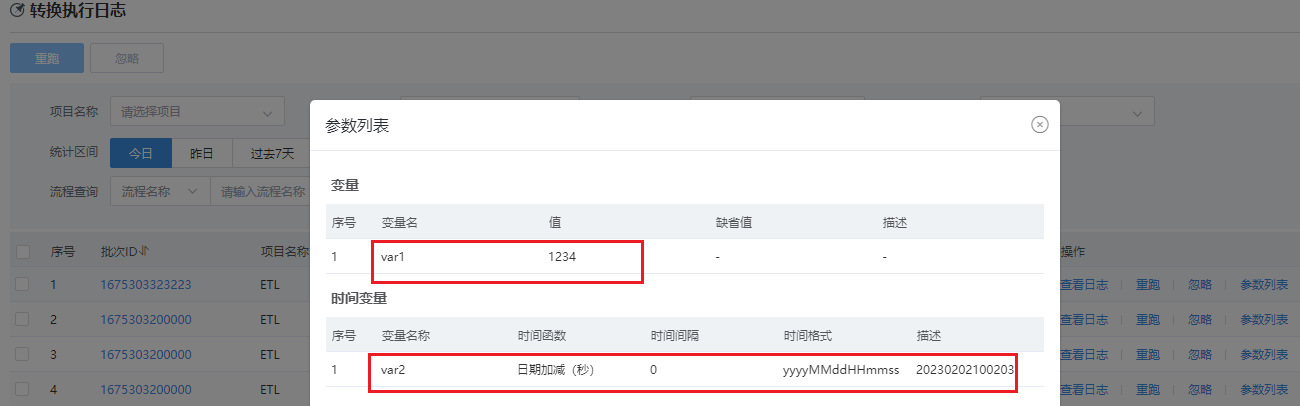 转换执行日志
重跑 忽略
项目名称 请选择项目
参数列表
统计区间 今日 昨日 过去7天
变量
流程查询 流程名称 请输入流程名称
序号 变量名 值 缺省值 描述
序号 批次ID 项目名称 操作
1 var1 1234 - -
1 1675303323223 ETL 查看日志 重跑 忽略 参数列表
时间变量
2 1675303200000 ETL 查看日志 重跑 忽略 参数列表
序号 变量名称 时间函数 时间间隔 时间格式 描述
3 1675303200000 ETL 查看日志 重跑 忽略 参数列表
1 var2 日期加减（秒） 0 yyyyMMddHHmmss 20230202100203
4 1675303200000 ETL 查看日志 重跑 忽略 参数列表